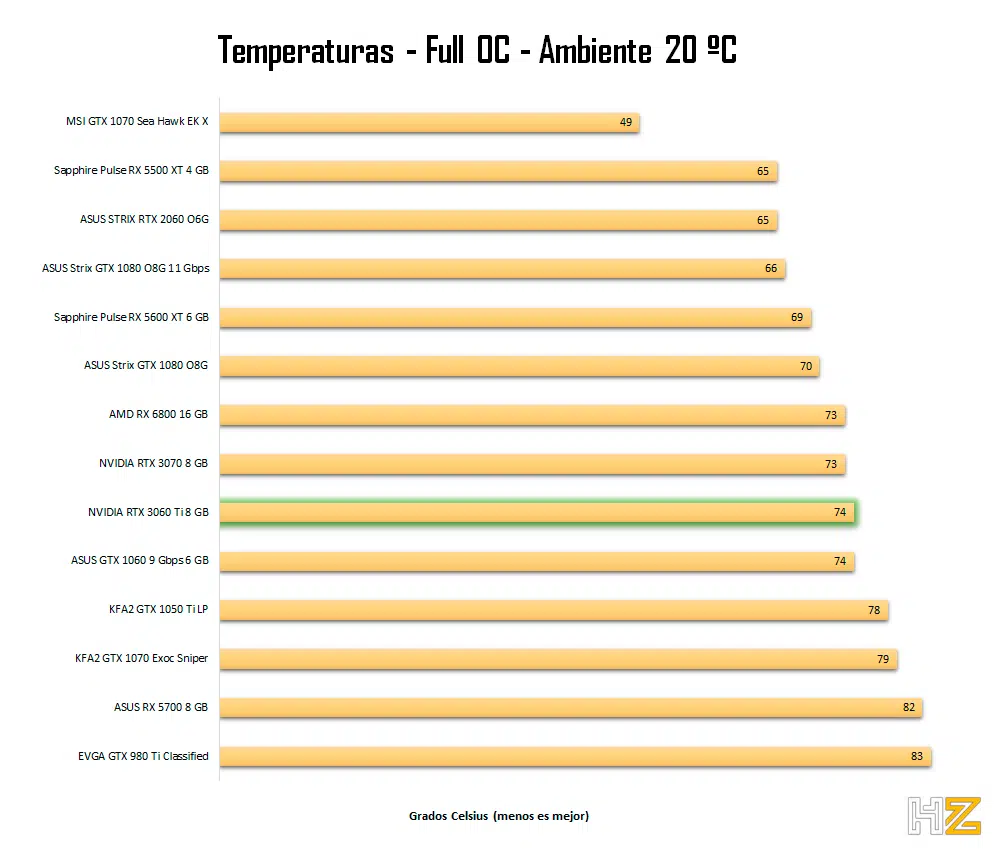 Temperaturas - Full OC - Ambiente 20 ºC
MSI GTX 1070 Sea Hawk EK X 49
Sapphire Pulse RX 5500 XT 4 GB 65
ASUS STRIX RTX 2060 O6G 65
ASUS Strix GTX 1080 O8G 11 Gbps 66
Sapphire Pulse RX 5600 XT 6 GB 69
ASUS Strix GTX 1080 O8G 70
AMD RX 6800 16 GB 73
NVIDIA RTX 3070 8 GB 73
NVIDIA RTX 3060 Ti 8 GB 74
ASUS GTX 1060 9 Gbps 6 GB 74
KFA2 GTX 1050 Ti LP 78
KFA2 GTX 1070 Exoc Sniper 79
ASUS RX 5700 8 GB 82
EVGA GTX 980 Ti Classified 83
Grados Celsius (menos es mejor)
HZ